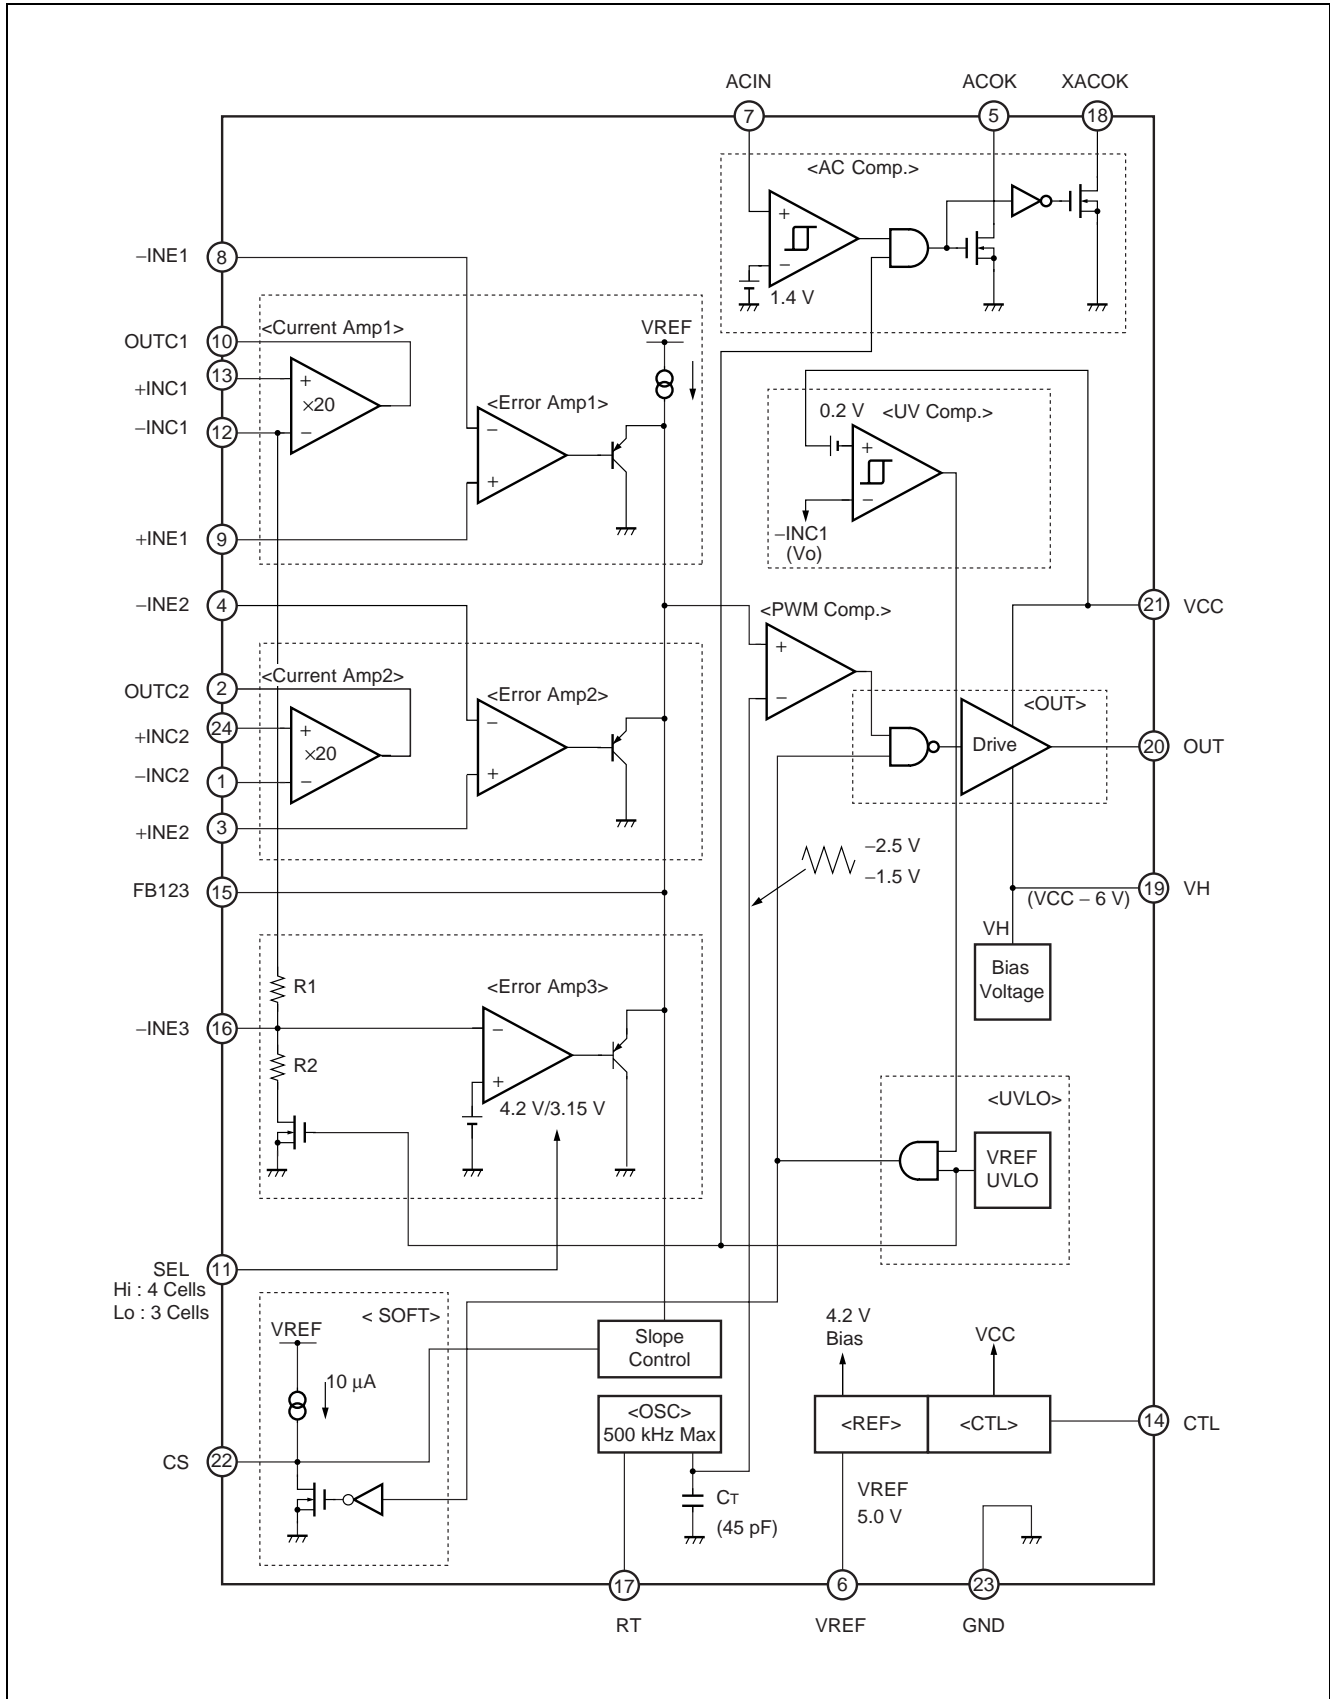 ACIN
ACOK
XACOK
7
5
18
<AC Comp.>
+
−
1.4 V
−INE1
8
<Current Amp1>
VREF
OUTC1
10
13
+INC1
+
×20
−
−INC1
12
<Error Amp1>
−
+
+INE1
9
0.2 V
<UV Comp.>
+
−
−INC1
(Vo)
−INE2
4
<PWM Comp.>
+
−
21
VCC
<Current Amp2>
OUTC2
2
24
+INC2
+
×20
−
−INC2
1
<Error Amp2>
−
+
+INE2
3
<OUT>
Drive
20
OUT
−2.5 V
−1.5 V
FB123
15
19
VH
(VCC − 6 V)
VH
Bias
Voltage
R1
<Error Amp3>
−INE3
16
−
+
R2
4.2 V/3.15 V
<UVLO>
VREF
UVLO
SEL
11
Hi : 4 Cells
Lo : 3 Cells
< SOFT>
VREF
10 µA
Slope
Control
4.2 V
Bias
VCC
<OSC>
500 kHz Max
<REF>
<CTL>
14
CTL
CS
22
CT
(45 pF)
VREF
5.0 V
17
6
23
RT
VREF
GND